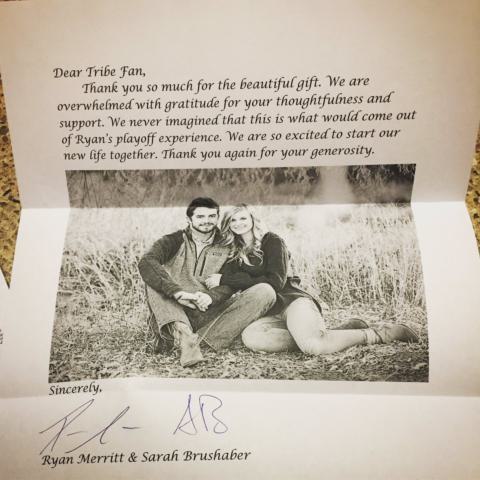 Dear Tribe Fan,
Thank you so much for the beautiful gift. We are
overwhelmed with gratitude for your thoughtfulness and
support. We never imagined that this is what would come out
of Ryan's playoff experience. We are so excited to start our
new life together. Thank you again for your generosity.
Sincerely,
Ryan Merritt & Sarah Brushaber